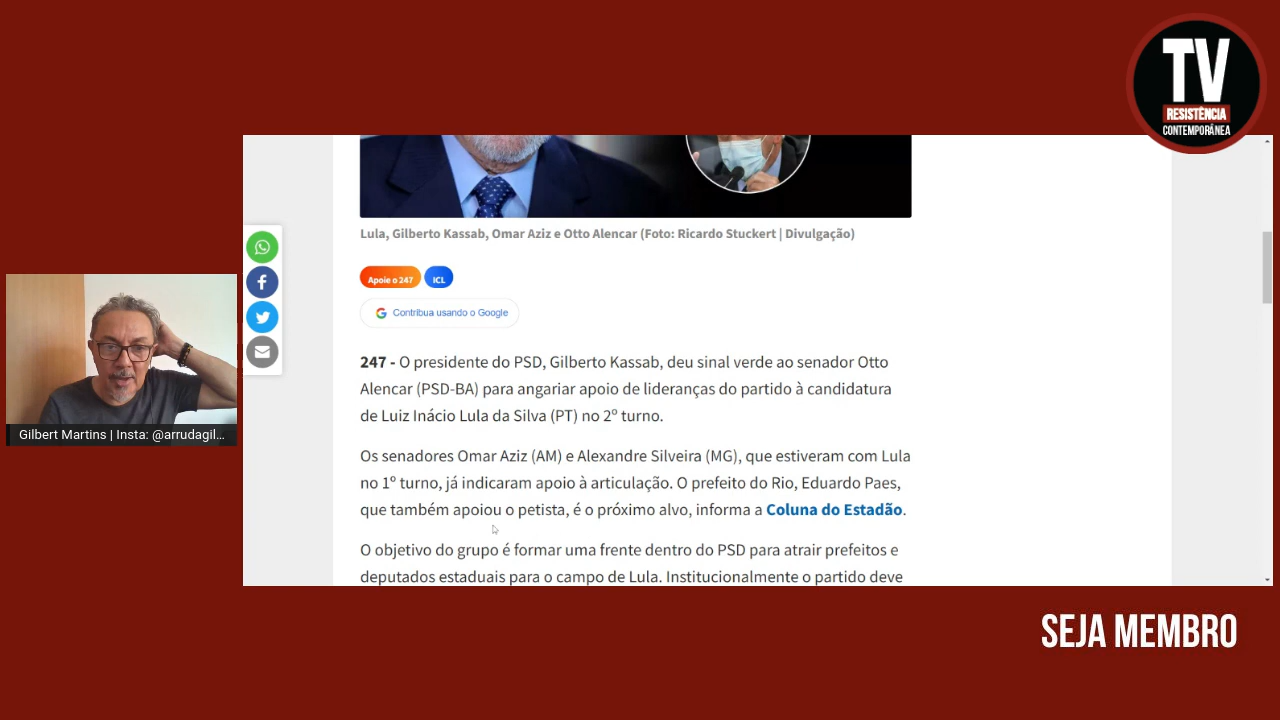 TV
RESISTÊNCIA
CONTEMPORÂNEA
Lula, Gilberto Kassab, Omar Aziz e Otto Alencar (Foto: Ricardo Stuckert | Divulgação)
Apoie o 247
ICL
Contribua usando o Google
247 - O presidente do PSD, Gilberto Kassab, deu sinal verde ao senador Otto
Alencar (PSD-BA) para angariar apoio de lideranças do partido à candidatura
de Luiz Inácio Lula da Silva (PT) no 2º turno.
Os senadores Omar Aziz (AM) e Alexandre Silveira (MG), que estiveram com Lula
no 1º turno, já indicaram apoio à articulação. O prefeito do Rio, Eduardo Paes,
que também apoiou o petista, é o próximo alvo, informa a Coluna do Estadão.
O objetivo do grupo é formar uma frente dentro do PSD para atrair prefeitos e
deputados estaduais para o campo de Lula. Institucionalmente o partido deve
Gilbert Martins | Insta: @arrudagil...
SEJA MEMBRO